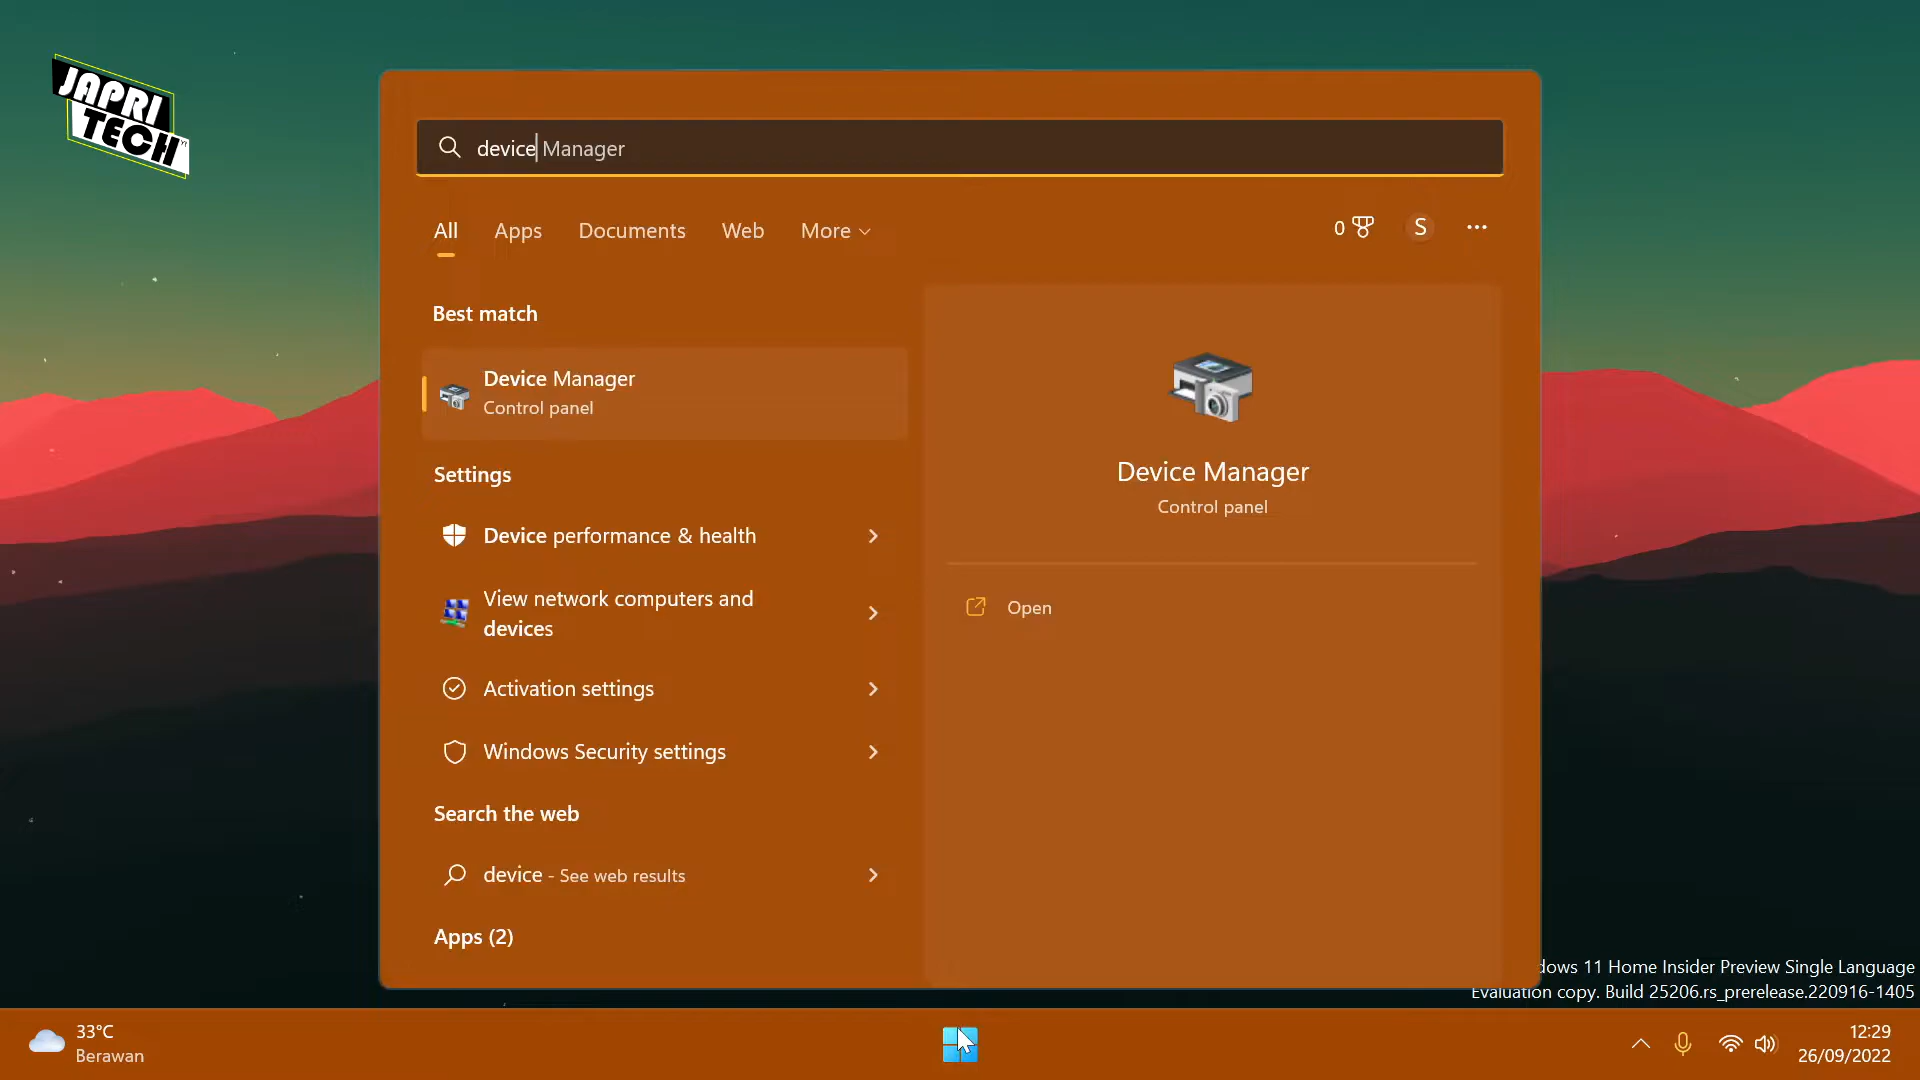 JAPRI
TECH
device Manager
All Apps Documents Web More
0 S
Best match
Device Manager
Control panel
Settings
Device performance & health
View network computers and
devices
Activation settings
Windows Security settings
Search the web
device - See web results
Apps (2)
Device Manager
Control panel
Open
dows 11 Home Insider Preview Single Language
Evaluation copy. Build 25206.rs_prerelease.220916-1405
33°C
Berawan
12:29
26/09/2022